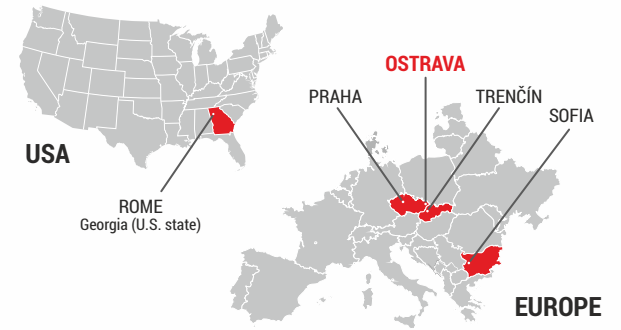 OSTRAVA
PRAHA
TRENČÍN
SOFIA
USA
ROME
Georgia (U.S. state)
EUROPE